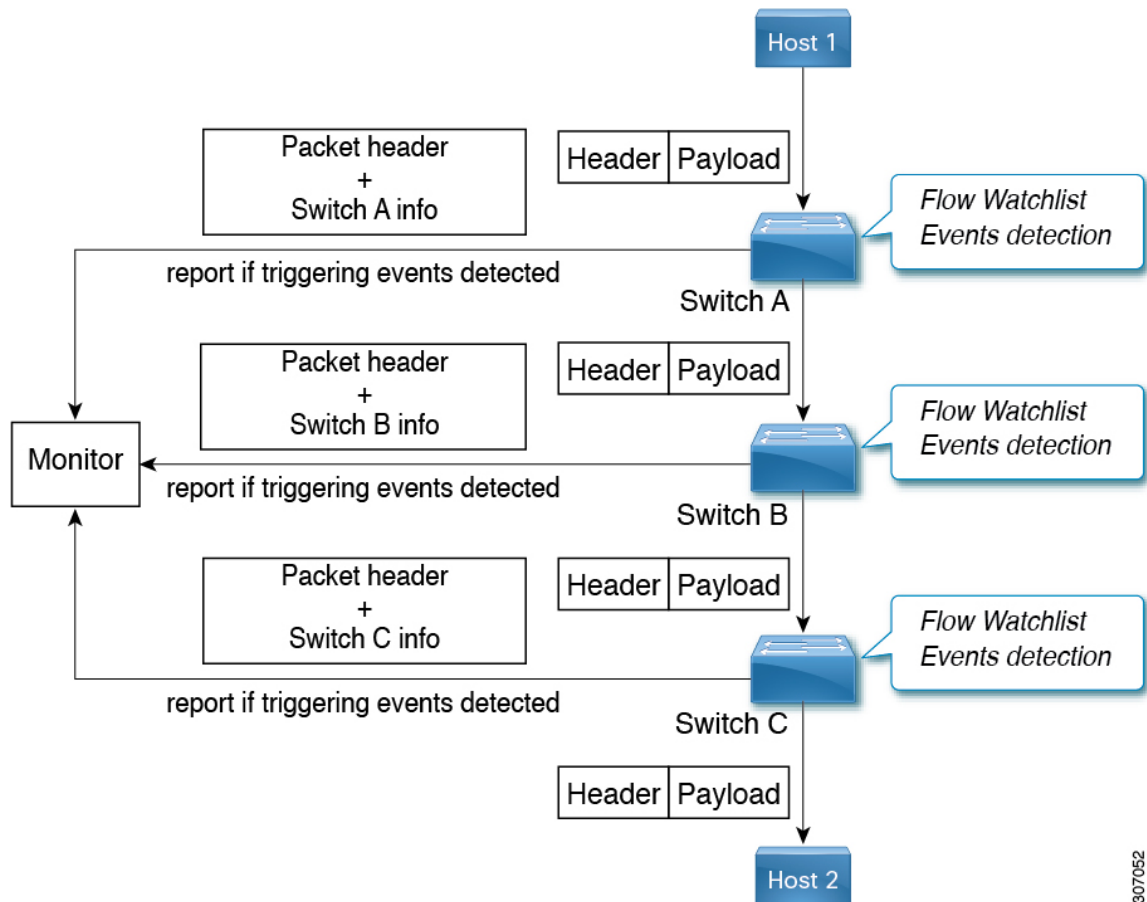 Host 1
Packet header
+
Switch A info
Header Payload
Flow Watchlist
Events detection
report if triggering events detected
Switch A
Packet header
+
Switch B info
Header Payload
Flow Watchlist
Events detection
Monitor
report if triggering events detected
Switch B
Packet header
+
Switch C info
Header Payload
Flow Watchlist
Events detection
report if triggering events detected
Switch C
Header Payload
Host 2
307052